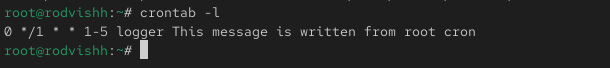 root@rodvishh:~# crontab -l
0 */1 * * 1-5 logger This message is written from root cron
root@rodvishh:~#